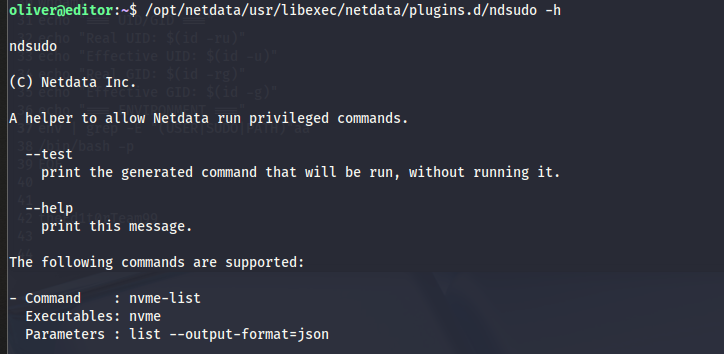 oliver@editor:~$ /opt/netdata/usr/libexec/netdata/plugins.d/ndsudo -h
ndsudo
(C) Netdata Inc.
A helper to allow Netdata run privileged commands.
--test
print the generated command that will be run, without running it.
--help
print this message.
The following commands are supported:
- Command    : nvme-list
Executables: nvme
Parameters : list --output-format=json